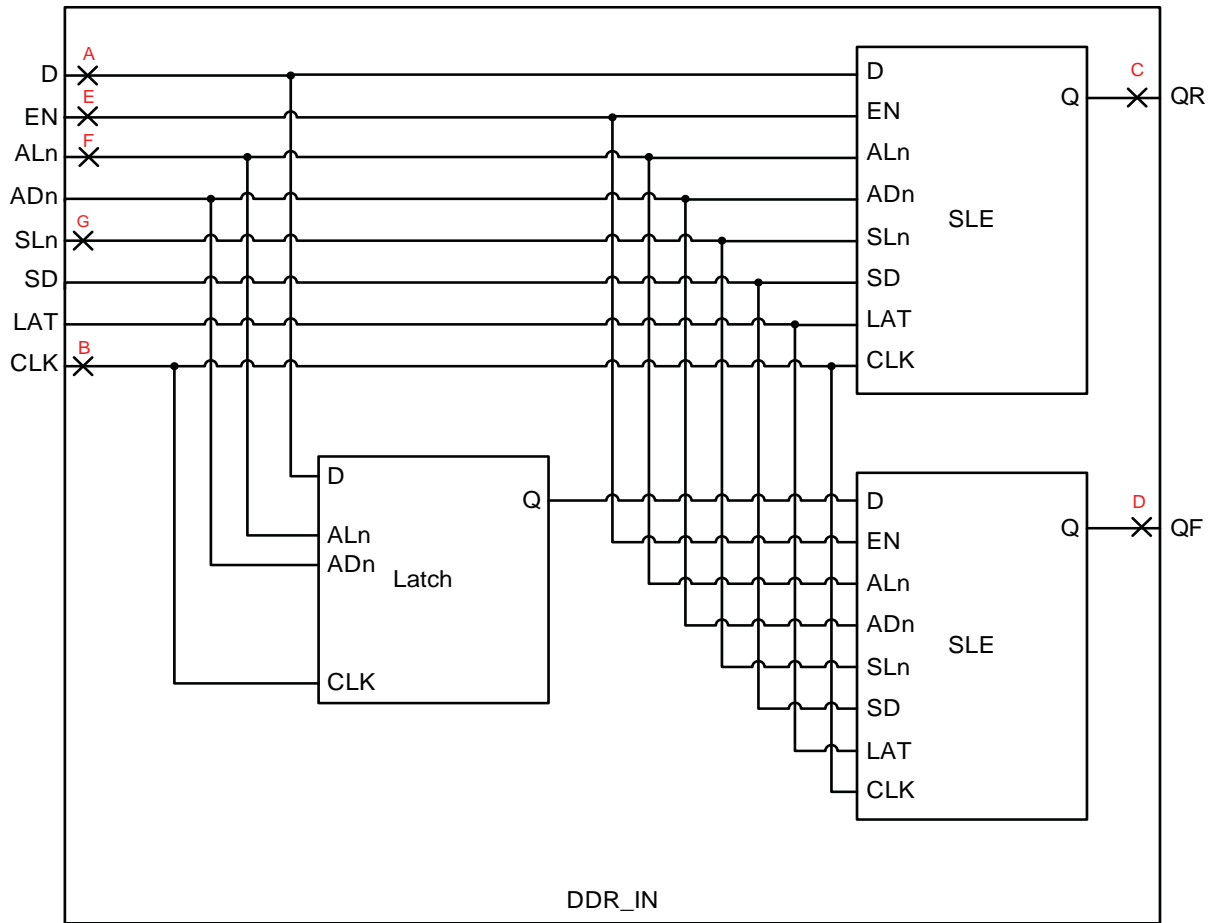 A
D
E
EN
F
ALn
ADn
G
SLn
SD
LAT
B
CLK
D
EN
ALn
ADn
SLn
SD
LAT
CLK
SLE
Q
C
QR
D
ALn
ADn
CLK
Latch
Q
D
EN
ALn
ADn
SLn
SD
LAT
CLK
SLE
Q
D
QF
DDR_IN